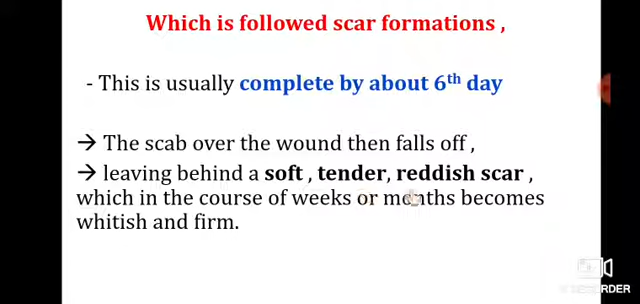 Which is followed scar formations ,
- This is usually complete by about 6th day
→ The scab over the wound then falls off ,
→ leaving behind a soft , tender, reddish scar ,
which in the course of weeks or months becomes
whitish and firm.